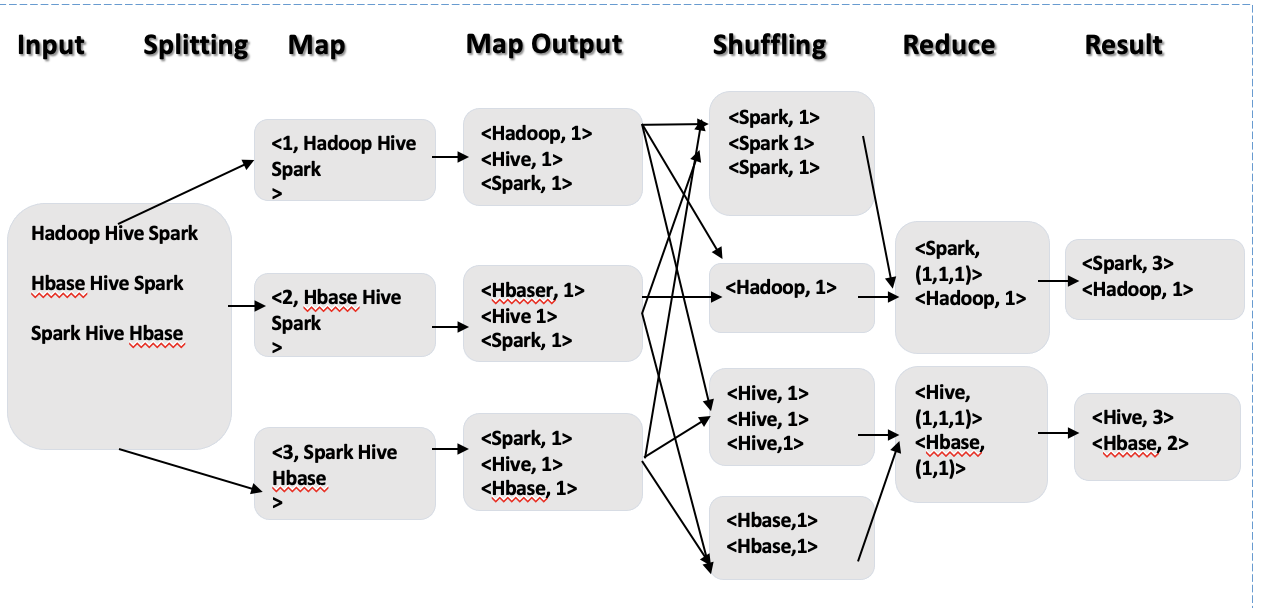 Input
Splitting
Map
Map Output
Shuffling
Reduce
Result
Hadoop Hive Spark
Hbase Hive Spark
Spark Hive Hbase
<1, Hadoop Hive
Spark
>
<2, Hbase Hive
Spark
>
<3, Spark Hive
Hbase
>
<Hadoop, 1>
<Hive, 1>
<Spark, 1>
<Hbaser, 1>
<Hive 1>
<Spark, 1>
<Spark, 1>
<Hive, 1>
<Hbase, 1>
<Spark, 1>
<Spark 1>
<Spark, 1>
<Hadoop, 1>
<Hive, 1>
<Hive, 1>
<Hive,1>
<Hbase,1>
<Hbase,1>
<Spark,
(1,1,1)>
<Hadoop, 1>
<Hive,
(1,1,1)>
<Hbase,
(1,1)>
<Spark, 3>
<Hadoop, 1>
<Hive, 3>
<Hbase, 2>